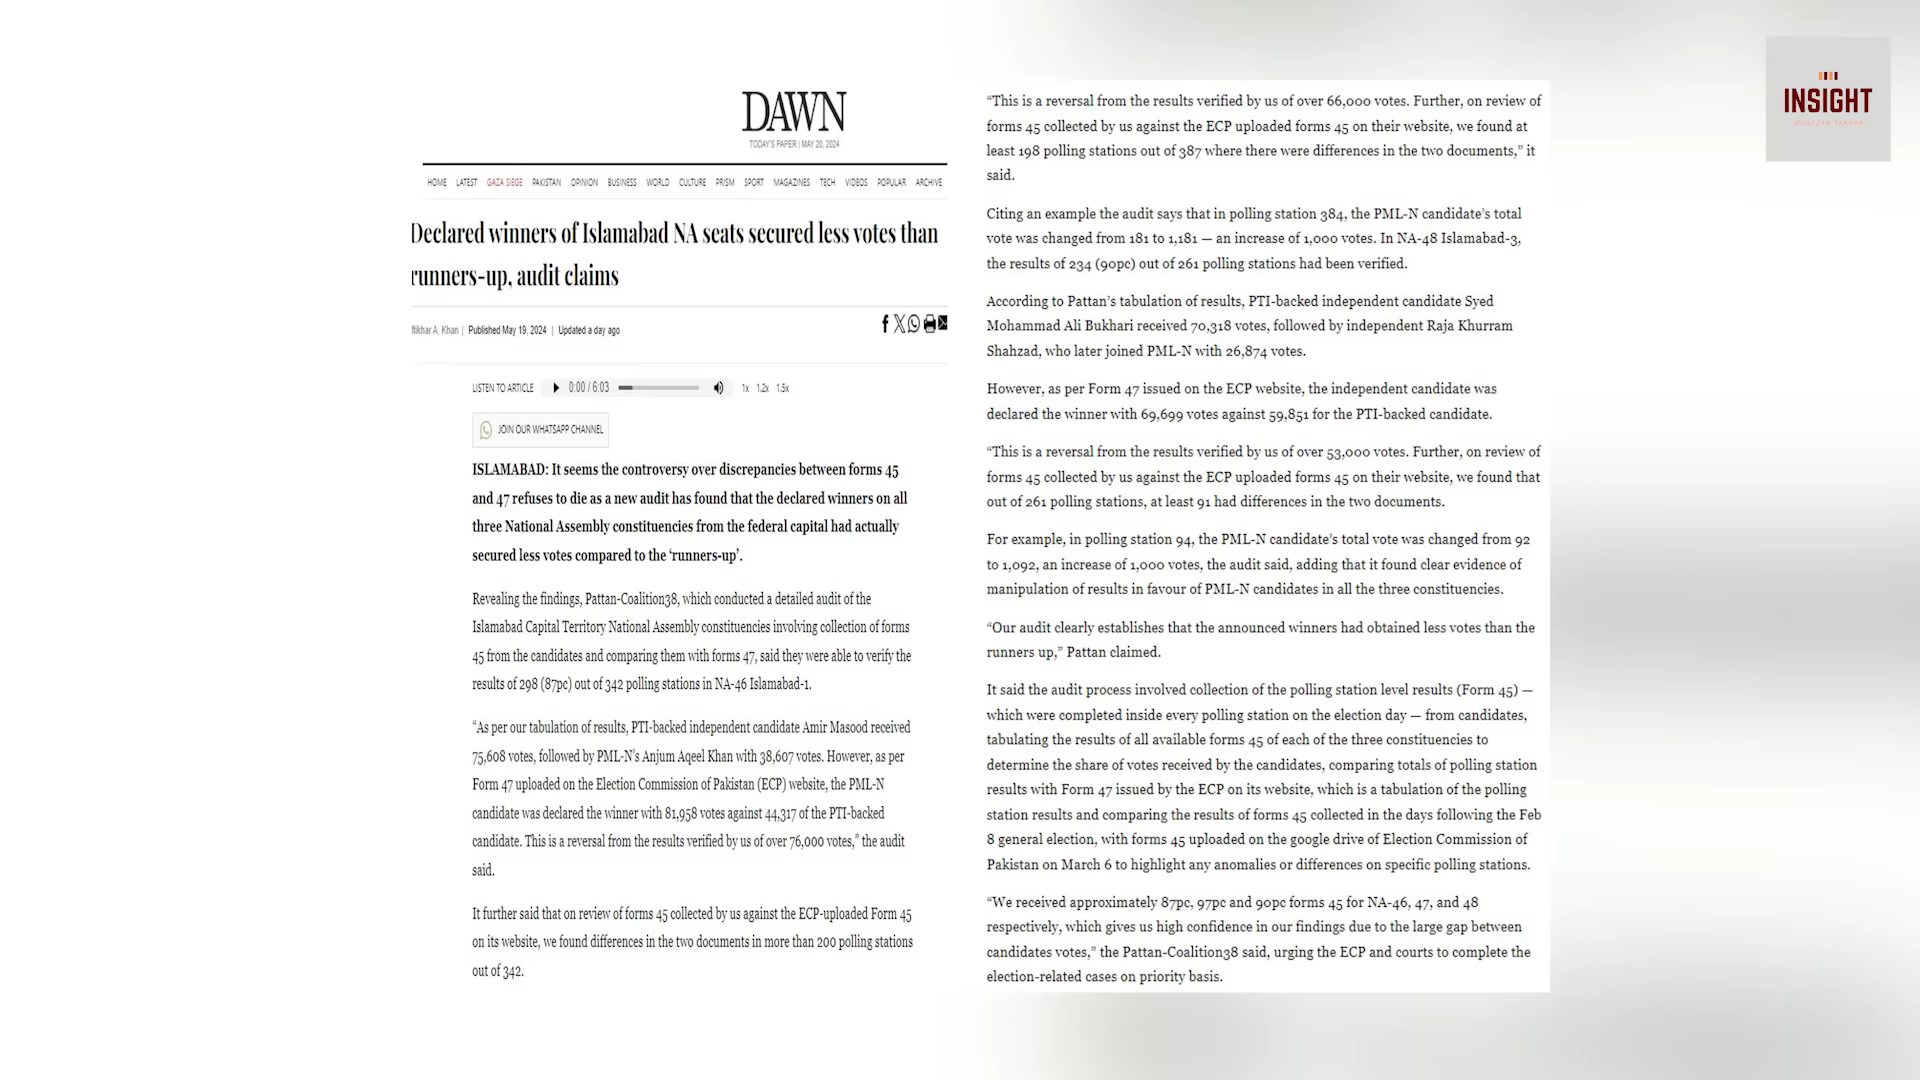 DAWN
TODAY'S PAPER | MAY 20, 2024
HOME LATEST GAZA SIEGE PAKISTAN OPINION BUSINESS WORLD CULTURE PRISM SPORT MAGAZINES TECH VIDEOS POPULAR ARCHIVE
Declared winners of Islamabad NA seats secured less votes than
runners-up, audit claims
ftikhar A. Khan | Published May 19, 2024 | Updated a day ago
LISTEN TO ARTICLE 0:00 / 6:03 1x 1.2x 1.5x
JOIN OUR WHATSAPP CHANNEL
ISLAMABAD: It seems the controversy over discrepancies between forms 45
and 47 refuses to die as a new audit has found that the declared winners on all
three National Assembly constituencies from the federal capital had actually
secured less votes compared to the ‘runners-up’.
Revealing the findings, Pattan-Coalition38, which conducted a detailed audit of the
Islamabad Capital Territory National Assembly constituencies involving collection of forms
45 from the candidates and comparing them with forms 47, said they were able to verify the
results of 298 (87pc) out of 342 polling stations in NA-46 Islamabad-1.
“As per our tabulation of results, PTI-backed independent candidate Amir Masood received
75,608 votes, followed by PML-N’s Anjum Aqeel Khan with 38,607 votes. However, as per
Form 47 uploaded on the Election Commission of Pakistan (ECP) website, the PML-N
candidate was declared the winner with 81,958 votes against 44,317 of the PTI-backed
candidate. This is a reversal from the results verified by us of over 76,000 votes,” the audit
said.
It further said that on review of forms 45 collected by us against the ECP-uploaded Form 45
on its website, we found differences in the two documents in more than 200 polling stations
out of 342.
“This is a reversal from the results verified by us of over 66,000 votes. Further, on review of
forms 45 collected by us against the ECP uploaded forms 45 on their website, we found at
least 198 polling stations out of 387 where there were differences in the two documents,” it
said.
Citing an example the audit says that in polling station 384, the PML-N candidate’s total
vote was changed from 181 to 1,181 — an increase of 1,000 votes. In NA-48 Islamabad-3,
the results of 234 (90pc) out of 261 polling stations had been verified.
According to Pattan’s tabulation of results, PTI-backed independent candidate Syed
Mohammad Ali Bukhari received 70,318 votes, followed by independent Raja Khurram
Shahzad, who later joined PML-N with 26,874 votes.
However, as per Form 47 issued on the ECP website, the independent candidate was
declared the winner with 69,699 votes against 59,851 for the PTI-backed candidate.
“This is a reversal from the results verified by us of over 53,000 votes. Further, on review of
forms 45 collected by us against the ECP uploaded forms 45 on their website, we found that
out of 261 polling stations, at least 91 had differences in the two documents.
For example, in polling station 94, the PML-N candidate’s total vote was changed from 92
to 1,092, an increase of 1,000 votes, the audit said, adding that it found clear evidence of
manipulation of results in favour of PML-N candidates in all the three constituencies.
“Our audit clearly establishes that the announced winners had obtained less votes than the
runners up,” Pattan claimed.
It said the audit process involved collection of the polling station level results (Form 45) —
which were completed inside every polling station on the election day — from candidates,
tabulating the results of all available forms 45 of each of the three constituencies to
determine the share of votes received by the candidates, comparing totals of polling station
results with Form 47 issued by the ECP on its website, which is a tabulation of the polling
station results and comparing the results of forms 45 collected in the days following the Feb
8 general election, with forms 45 uploaded on the google drive of Election Commission of
Pakistan on March 6 to highlight any anomalies or differences on specific polling stations.
“We received approximately 87pc, 97pc and 90pc forms 45 for NA-46, 47, and 48
respectively, which gives us high confidence in our findings due to the large gap between
candidates votes,” the Pattan-Coalition38 said, urging the ECP and courts to complete the
election-related cases on priority basis.
INSIGHT